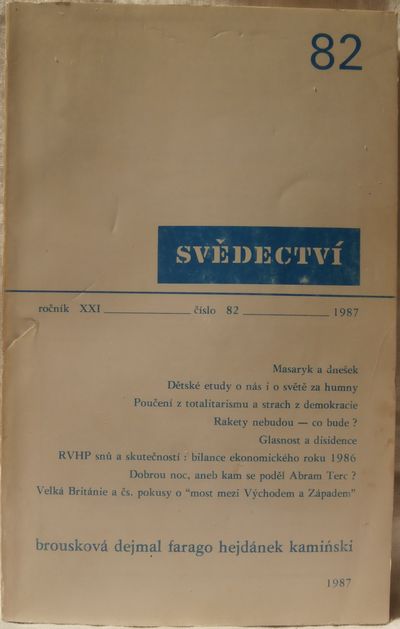 82
SVĚDECTVÍ
ročník XXI číslo 82 1987
Masaryk a dnešek
Dětské etudy o nás i o světě za humny
Poučení z totalitarismu a strach z demokracie
Rakety nebudou — co bude ?
Glasnost a disidence
RVHP snů a skutečností : bilance ekonomického roku 1986
Dobrou noc, aneb kam se poděl Abram Terc ?
Velká Británie a čs. pokusy o “most mezi Východem a Západem”
brousková dejmal farago hejdánek kamiński
1987